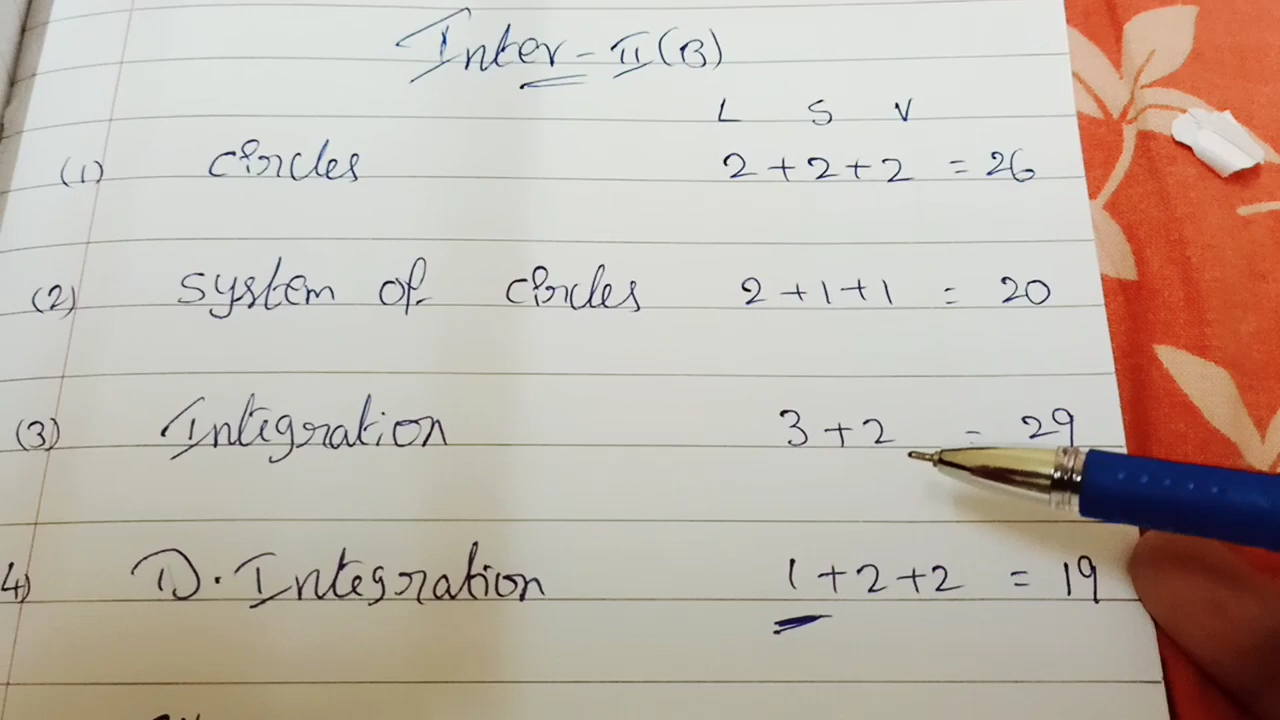 Inter - II (B)
L S V
(1) circles 2 + 2 + 2 = 26
(2) system of circles 2 + 1 + 1 = 20
(3) Integration 3 + 2 = 29
4) D. Integration 1 + 2 + 2 = 19